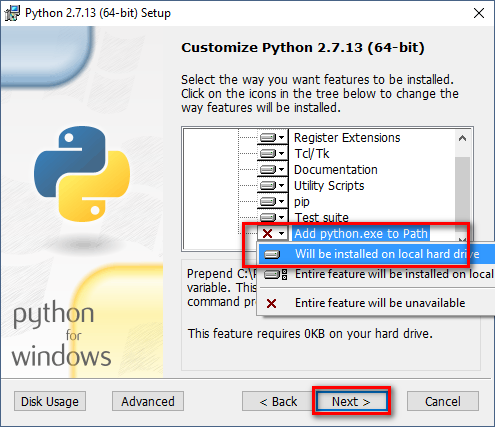 Python 2.7.13 (64-bit) Setup
Customize Python 2.7.13 (64-bit)
Select the way you want features to be installed.
Click on the icons in the tree below to change the
way features will be installed.
Register Extensions
Tcl/Tk
Documentation
Utility Scripts
pip
Test suite
Add python.exe to Path
Will be installed on local hard drive
Entire feature will be installed on local
Entire feature will be unavailable
Prepend C:\
variable. This
command
This feature requires 0KB on your hard drive.
python
for
windows
Disk Usage
Advanced
< Back
Next >
Cancel